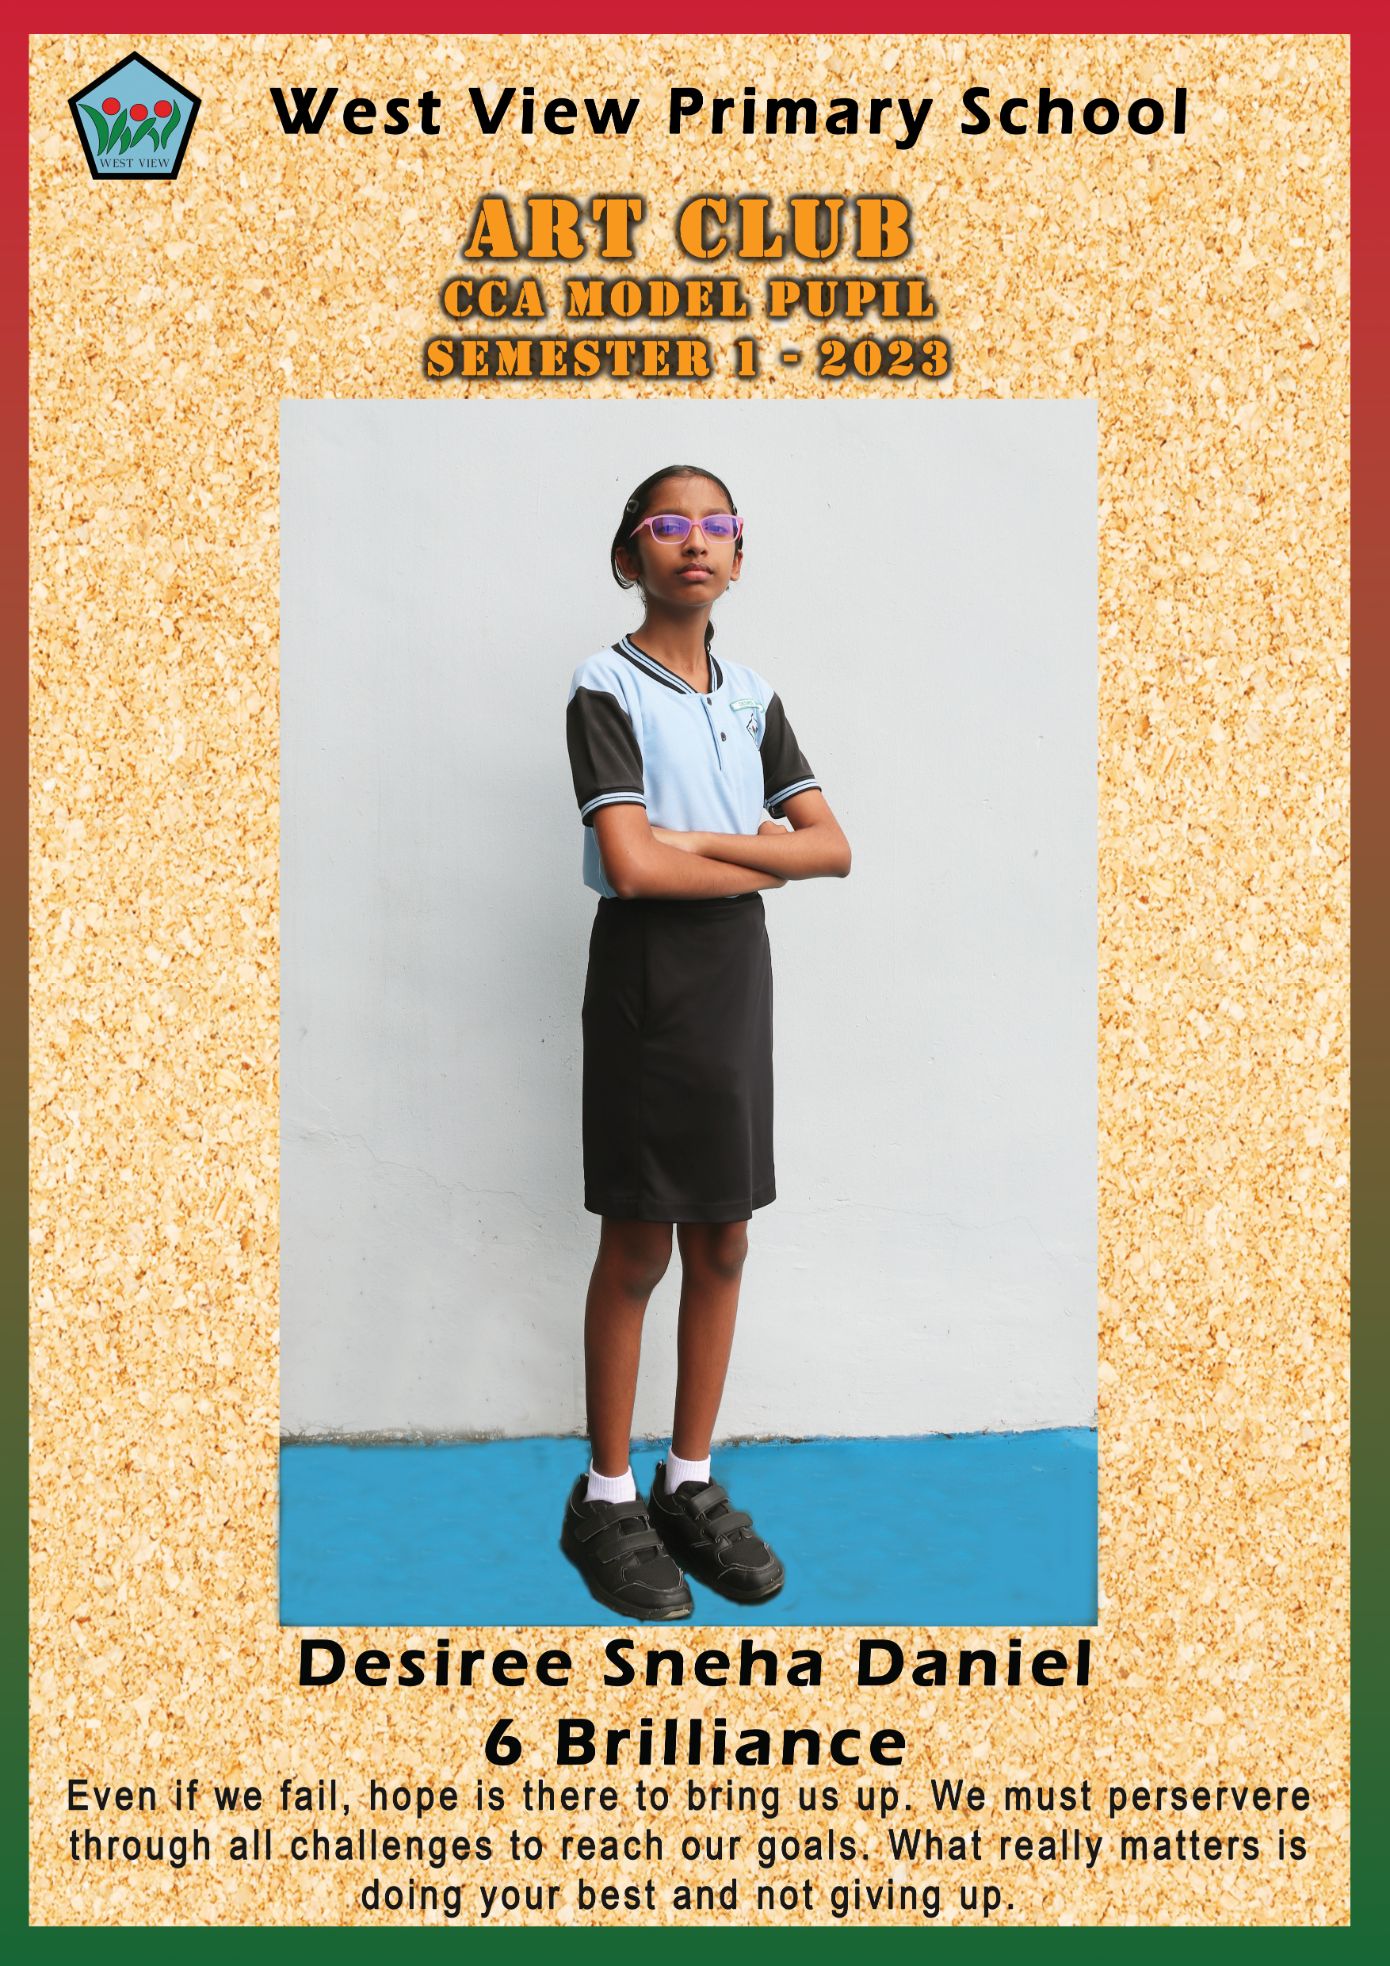 WEST VIEW
West View Primary School
ART CLUB
CCA MODEL PUPIL
SEMESTER 1 - 2023
Desiree Sneha Daniel
6 Brilliance
Even if we fail, hope is there to bring us up. We must perservere
through all challenges to reach our goals. What really matters is
doing your best and not giving up.